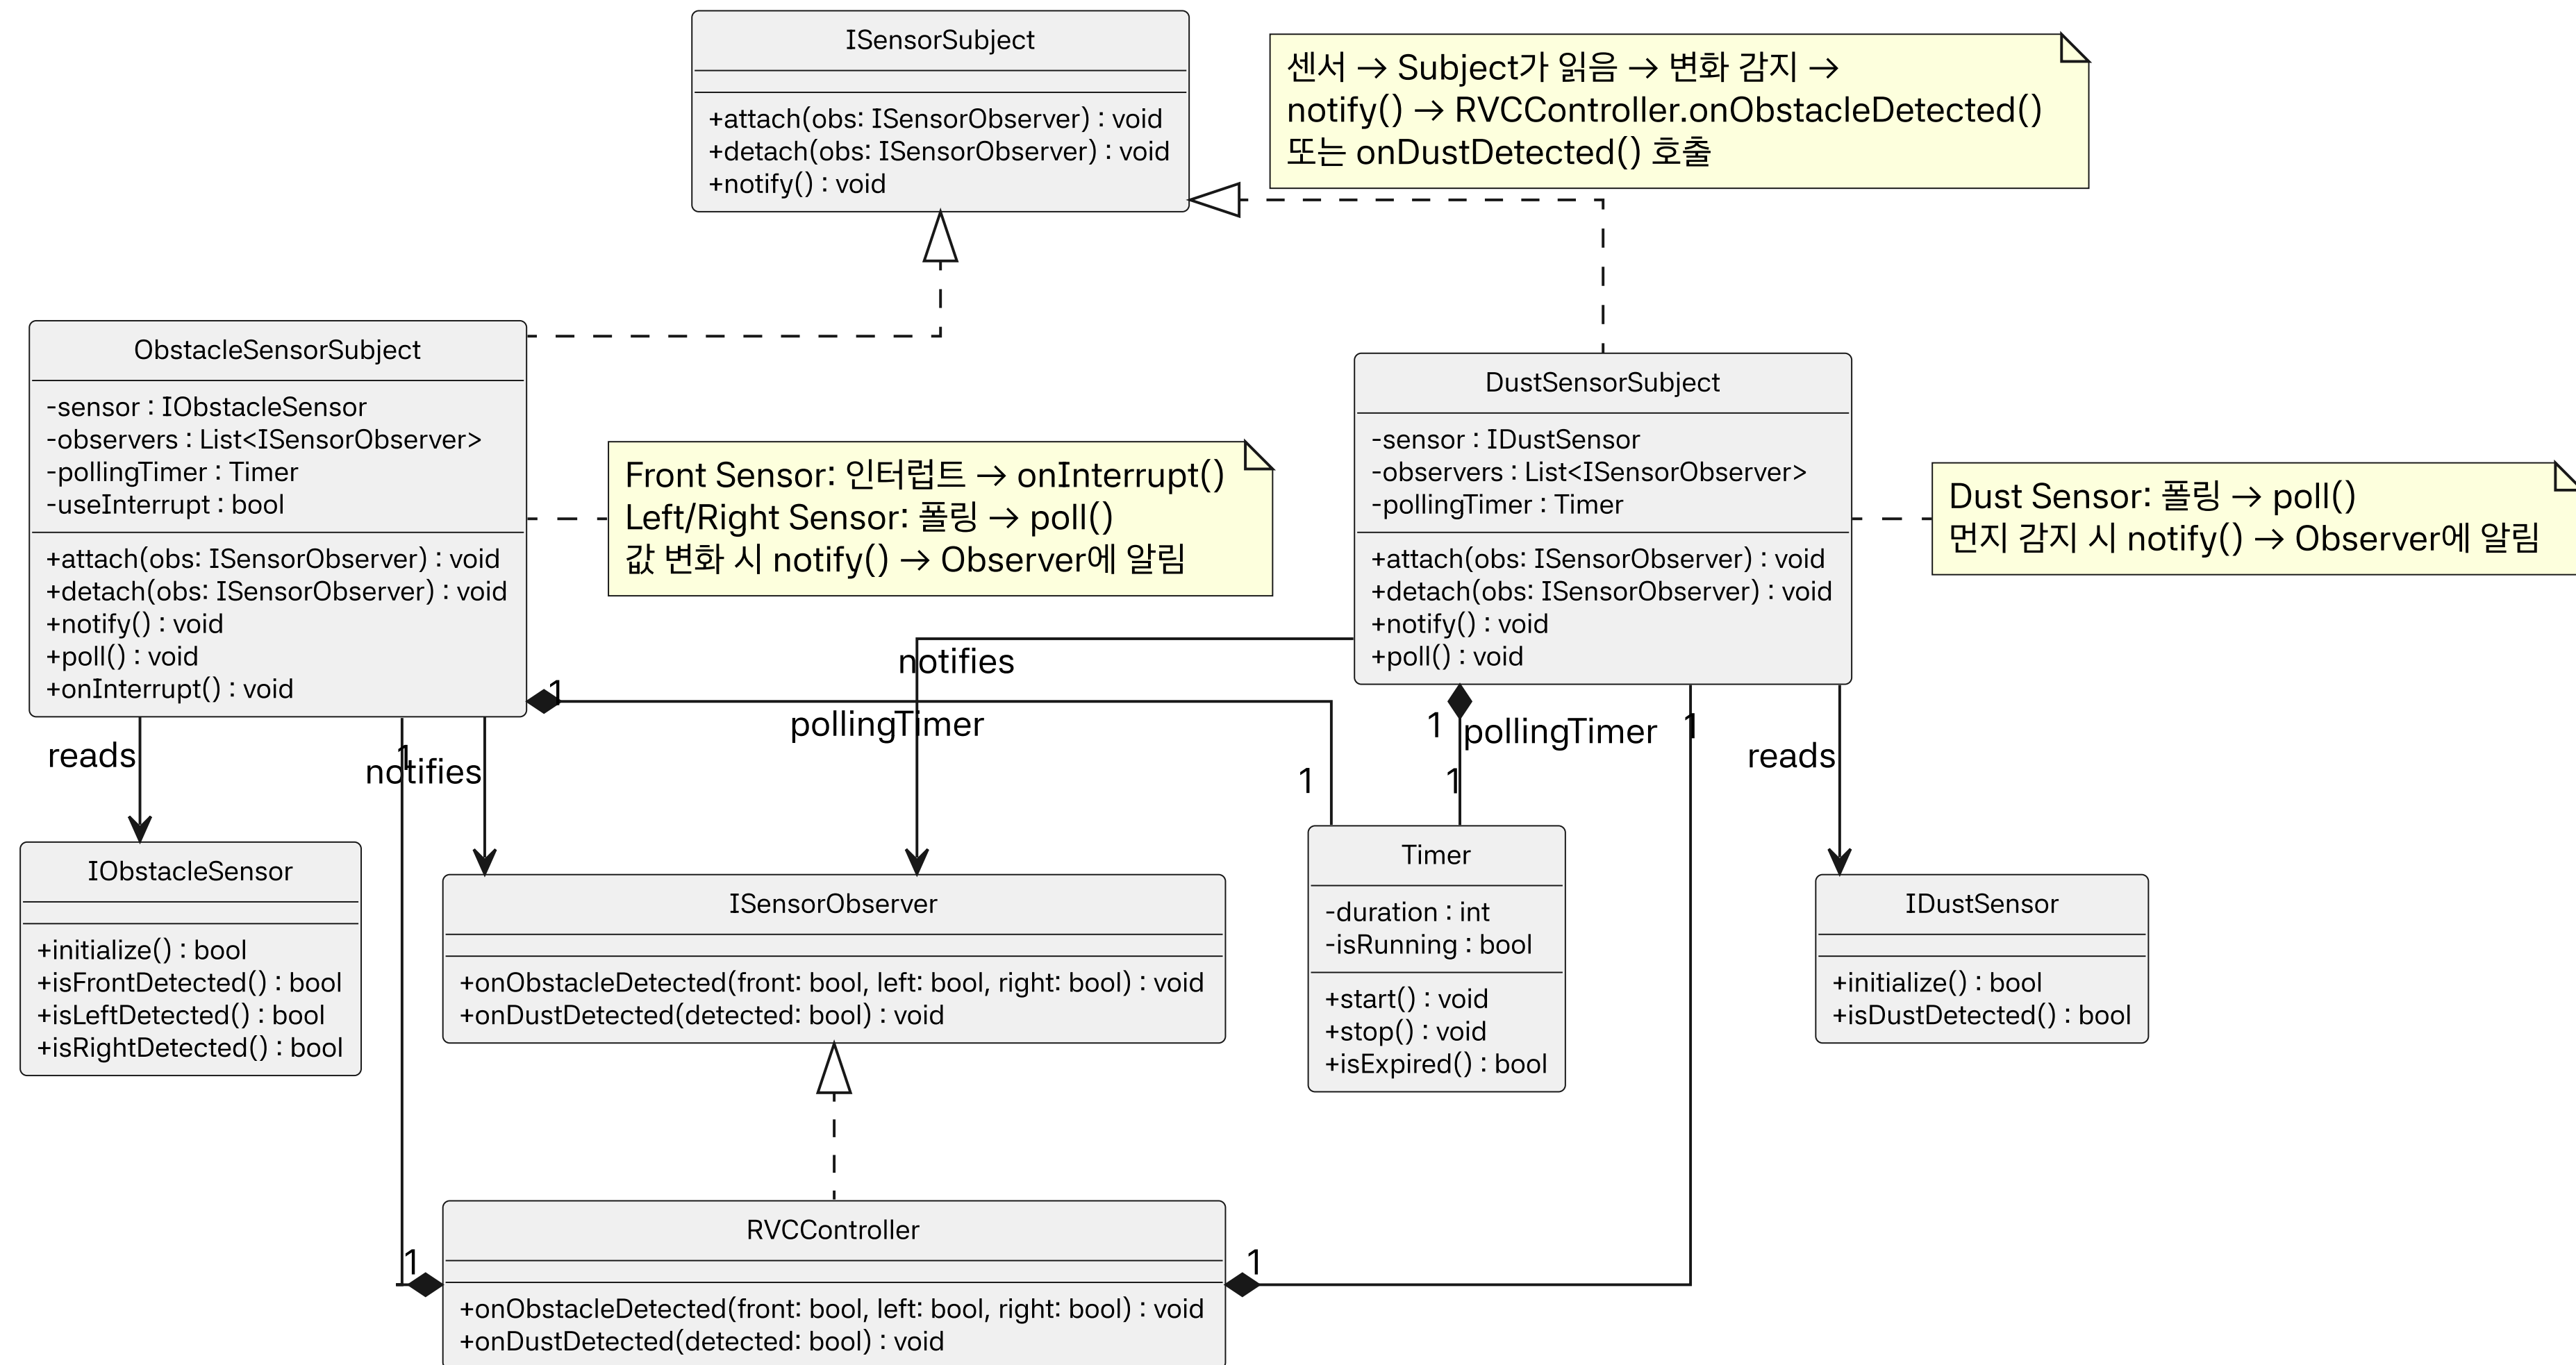 ISensorSubject
+attach(obs: ISensorObserver) : void
+detach(obs: ISensorObserver) : void
+notify() : void
센서 → Subject가 읽음 → 변화 감지 →
notify() → RVCController.onObstacleDetected()
또는 onDustDetected() 호출
ObstacleSensorSubject
-sensor : IObstacleSensor
-observers : List<ISensorObserver>
-pollingTimer : Timer
-useInterrupt : bool
+attach(obs: ISensorObserver) : void
+detach(obs: ISensorObserver) : void
+notify() : void
+poll() : void
+onInterrupt() : void
Front Sensor: 인터럽트 → onInterrupt()
Left/Right Sensor: 폴링 → poll()
값 변화 시 notify() → Observer에 알림
DustSensorSubject
-sensor : IDustSensor
-observers : List<ISensorObserver>
-pollingTimer : Timer
+attach(obs: ISensorObserver) : void
+detach(obs: ISensorObserver) : void
+notify() : void
+poll() : void
Dust Sensor: 폴링 → poll()
먼지 감지 시 notify() → Observer에 알림
notifies
1
pollingTimer
1
1
pollingTimer
1
1
reads
1
notifies
reads
IObstacleSensor
+initialize() : bool
+isFrontDetected() : bool
+isLeftDetected() : bool
+isRightDetected() : bool
ISensorObserver
+onObstacleDetected(front: bool, left: bool, right: bool) : void
+onDustDetected(detected: bool) : void
Timer
-duration : int
-isRunning : bool
+start() : void
+stop() : void
+isExpired() : bool
IDustSensor
+initialize() : bool
+isDustDetected() : bool
1
1
RVCController
+onObstacleDetected(front: bool, left: bool, right: bool) : void
+onDustDetected(detected: bool) : void